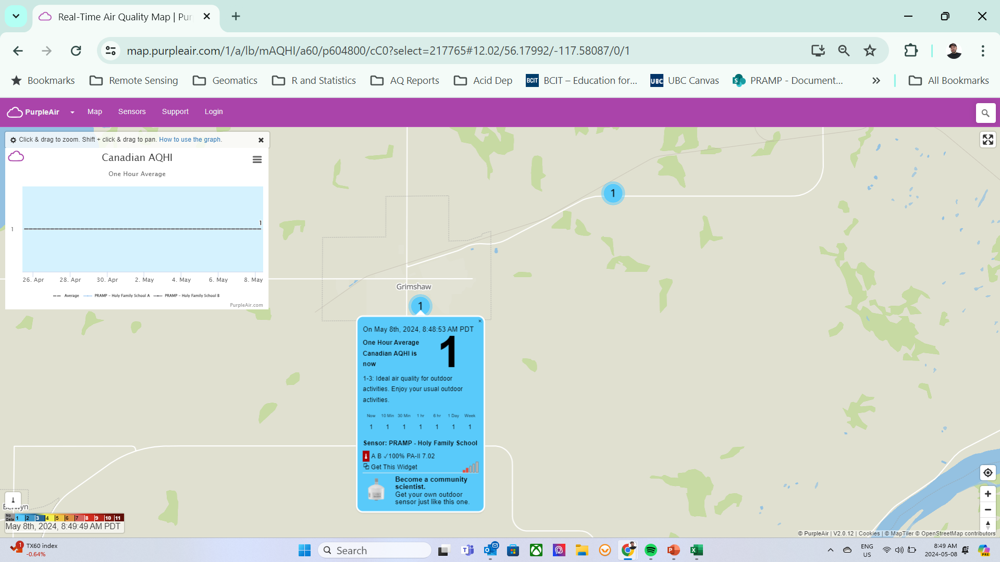 Real-Time Air Quality Map | Pur
map.purpleair.com/1/a/lb/mAQHI/a60/p604800/cC0?select=217765#12.02/56.17992/-117.58087/0/1
Bookmarks Remote Sensing Geomatics R and Statistics AQ Reports Acid Dep BCIT BCIT – Education for... UBC UBC Canvas S PRAMP - Document... All Bookmarks
PurpleAir Map Sensors Support Login
Click & drag to zoom. Shift + click & drag to pan. How to use the graph.
Canadian AQHI
One Hour Average
1
1
26. Apr 28. Apr 30. Apr 2. May 4. May 6. May 8. May
Average PRAMP - Holy Family School A PRAMP - Holy Family School B
PurpleAir.com
1
Grimshaw
1
On May 8th, 2024, 8:48:53 AM PDT
One Hour Average
Canadian AQHI is
now
1
1-3: Ideal air quality for outdoor
activities. Enjoy your usual outdoor
activities.
Now 10 Min 30 Min 1 hr 6 hr 1 Day Week
1 1 1 1 1 1 1
Sensor: PRAMP - Holy Family School
A B ✓100% PA-II 7.02
Get This Widget
Become a community
scientist.
Get your own outdoor
sensor just like this one.
No Data 1 2 3 4 5 6 7 8 9 10 11
May 8th, 2024, 8:49:49 AM PDT
© PurpleAir | V2.0.12 | Cookies | © MapTiler © OpenStreetMap contributors
1
TX60 index
-0.64%
Search
ENG
US
8:49 AM
2024-05-08
PRE